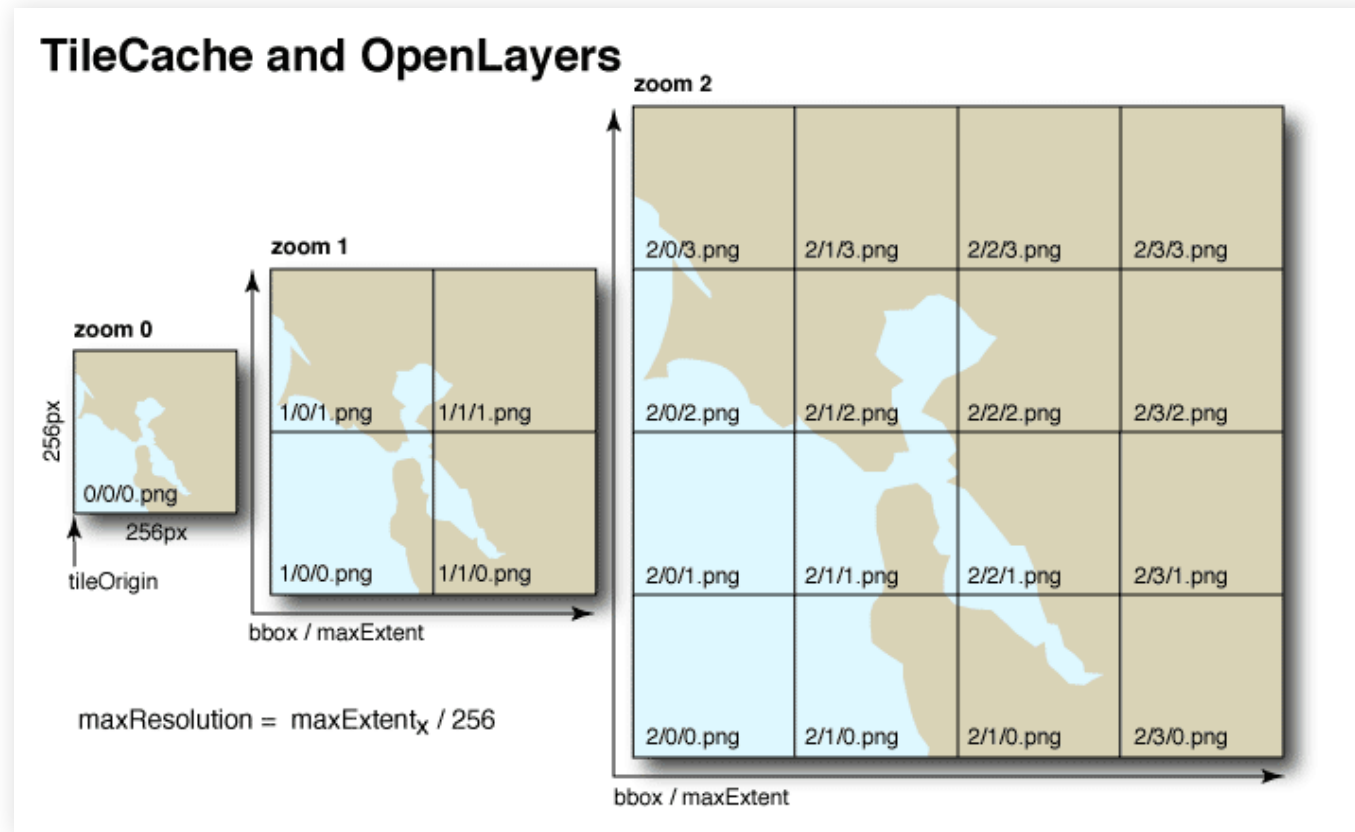 TileCache and OpenLayers
zoom 2
2/0/3.png 2/1/3.png 2/2/3.png 2/3/3.png
zoom 1
zoom 0
1/0/1.png 1/1/1.png
2/0/2.png 2/1/2.png 2/2/2.png 2/3/2.png
256px
0/0/0.png
256px
tileOrigin
1/0/0.png 1/1/0.png
2/0/1.png 2/1/1.png 2/2/1.png 2/3/1.png
bbox / maxExtent
maxResolution = maxExtentx / 256
2/0/0.png 2/1/0.png 2/1/0.png 2/3/0.png
bbox / maxExtent